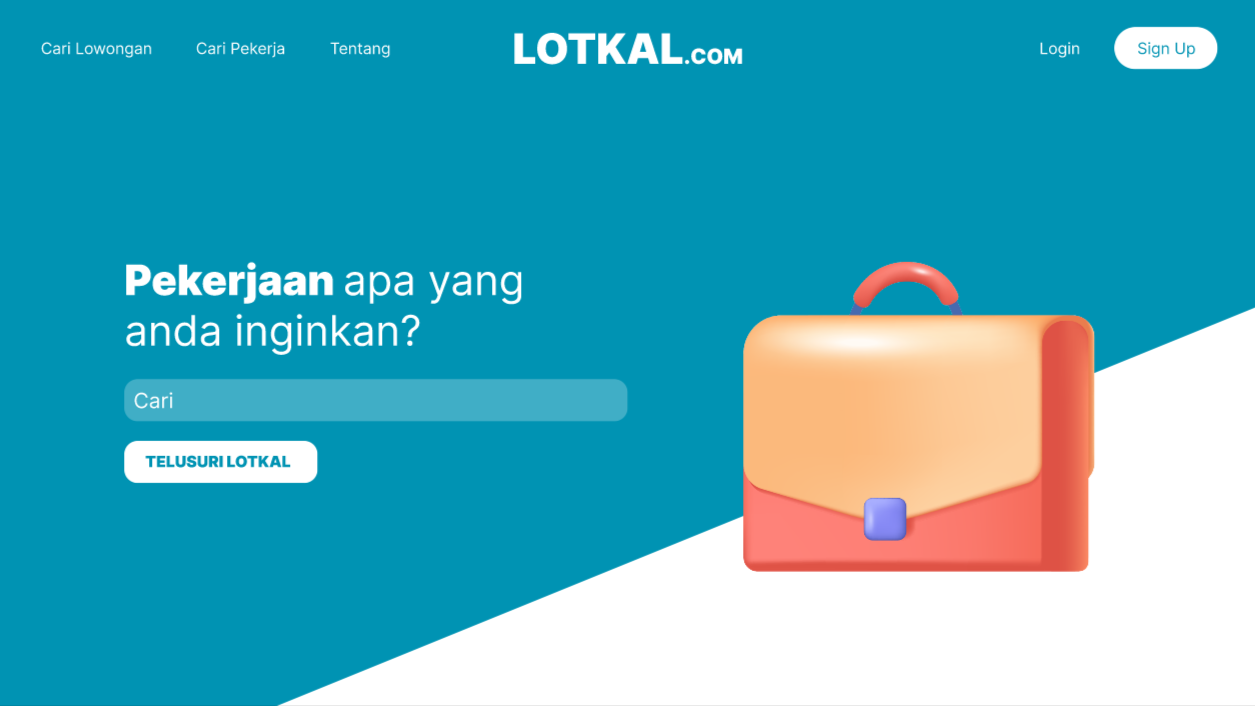 Cari Lowongan Cari Pekerja Tentang LOTKAL.COM Login Sign Up
Pekerjaan apa yang
anda inginkan?
Cari
TELUSURI LOTKAL